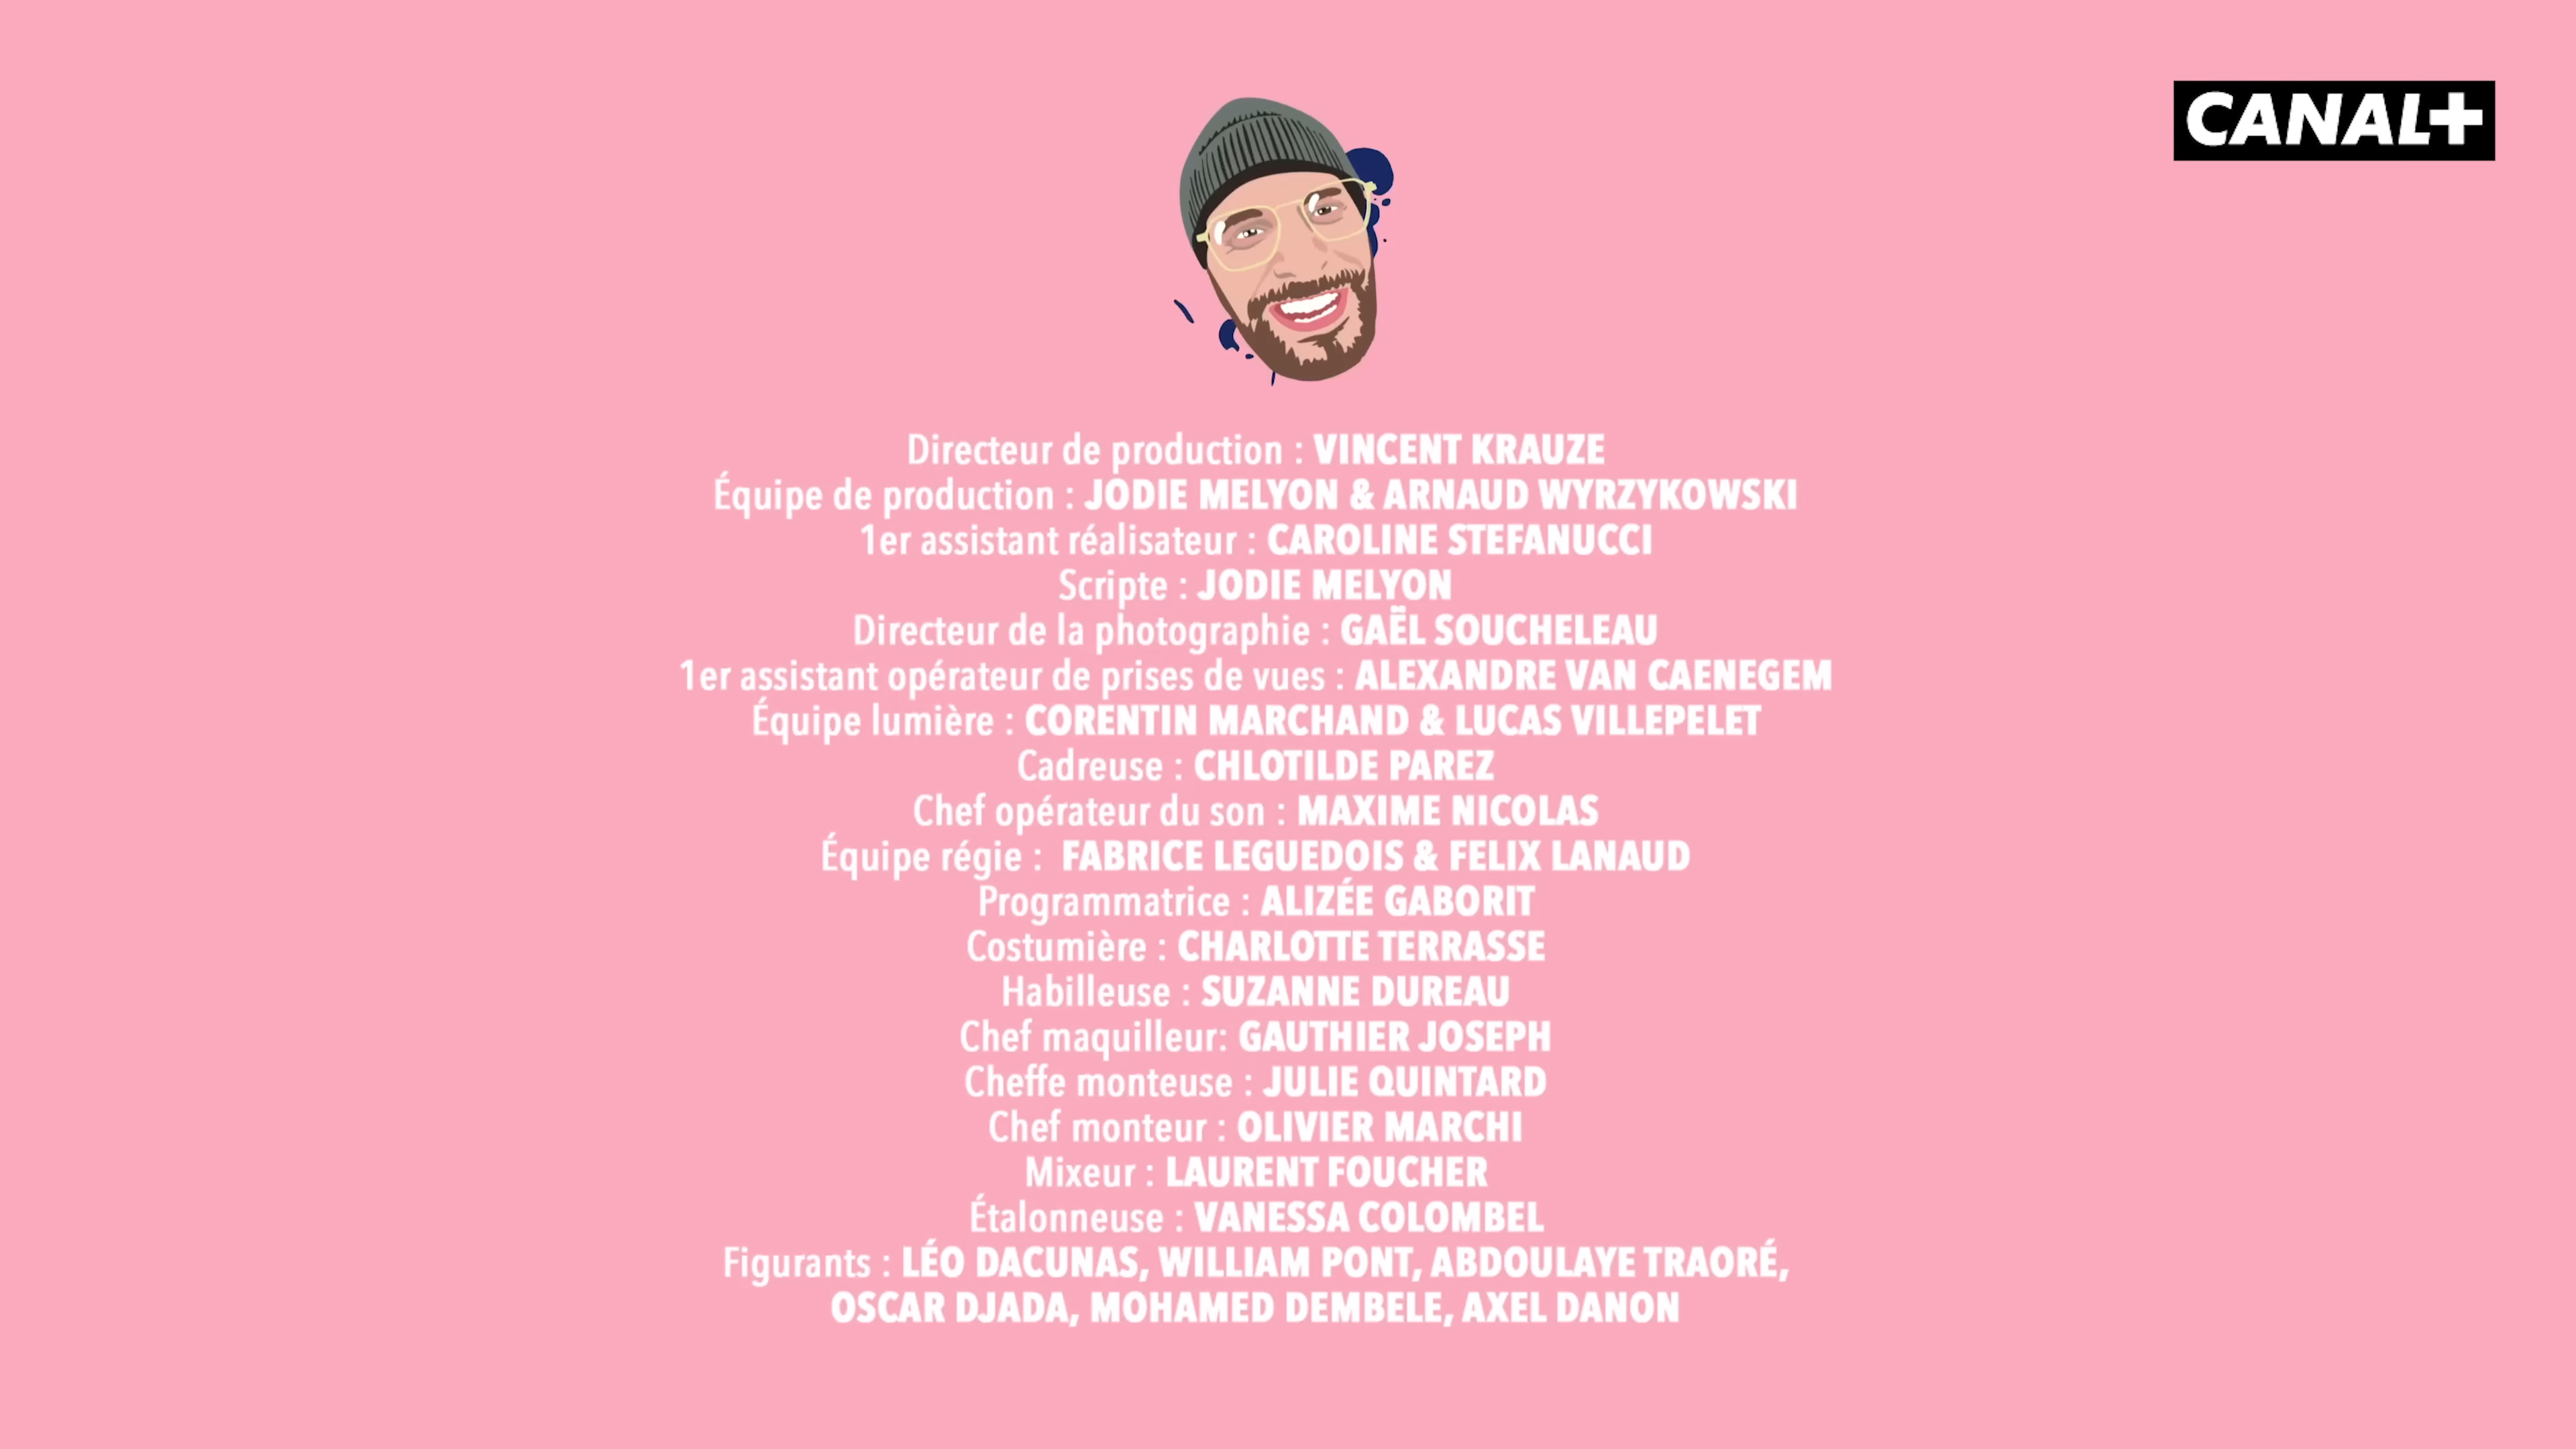 CANAL+
Directeur de production : VINCENT KRAUZE
Équipe de production : JODIE MELYON & ARNAUD WYRZYKOWSKI
1er assistant réalisateur : CAROLINE STEFANUCCI
Scripte : JODIE MELYON
Directeur de la photographie : GAËL SOUCHELEAU
1er assistant opérateur de prises de vues : ALEXANDRE VAN CAENEGEM
Équipe lumière : CORENTIN MARCHAND & LUCAS VILLEPELET
Cadreuse : CHLOTILDE PAREZ
Chef opérateur du son : MAXIME NICOLAS
Équipe régie : FABRICE LEGUEDOIS & FELIX LANAUD
Programmatrice : ALIZÉE GABORIT
Costumière : CHARLOTTE TERRASSE
Habilleuse : SUZANNE DUREAU
Chef maquilleur: GAUTHIER JOSEPH
Cheffe monteuse : JULIE QUINTARD
Chef monteur : OLIVIER MARCHI
Mixeur : LAURENT FOUCHER
Étalonneuse : VANESSA COLOMBEL
Figurants : LÉO DACUNAS, WILLIAM PONT, ABDOULAYE TRAORÉ,
OSCAR DJADA, MOHAMED DEMBELE, AXEL DANON